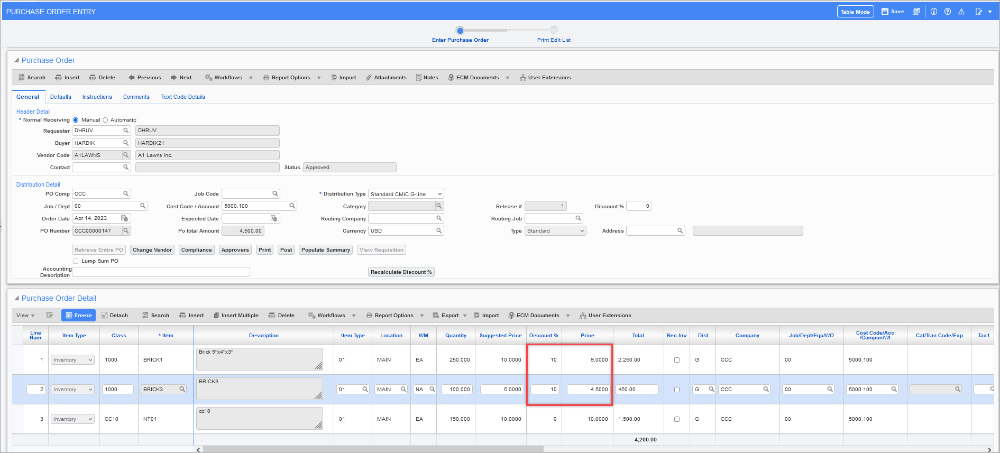 PURCHASE ORDER ENTRY Table Mode Save
Enter Purchase Order Print Edit List
Purchase Order
Search Insert Delete Previous Next Workflows Report Options Import Attachments Notes ECM Documents User Extensions
General Defaults Instructions Comments Text Code Details
Header Detail
* Normal Receiving Manual Automatic
Requester DHRUV DHRUV
Buyer HARDIK HARDIK21
Vendor Code A1LAWNS A1 Lawns Inc.
Contact Status Approved
Distribution Detail
PO Comp CCC Job Code * Distribution Type Standard CMiC G-line
Job / Dept 00 Cost Code / Account 5000.100 Category Release # 1 Discount % 0
Order Date Apr 14, 2023 Expected Date Routing Company Routing Job
PO Number CCC00000147 Po total Amount 4,500.00 Currency USD Type Standard Address
Retrieve Entire PO Change Vendor Compliance Approvers Print Post Populate Summary View Requisition
Lump Sum PO
Accounting
Description Recalculate Discount %
Purchase Order Detail
View Freeze Detach Search Insert Insert Multiple Delete Workflows Report Options Export Import ECM Documents User Extensions
Line Num Item Type Class * Item Description Item Type Location WM Quantity Suggested Price Discount % Price Total Rec Inv Dist Company Job/Dept/Eqp/WO Cost Code/Acc /Compon/WI Cat/Tran Code/Exp Tax1
1 Inventory 1000 BRICK1 Brick 9"x4"x3" 01 MAIN EA 250.000 10.0000 10 9.0000 2,250.00 G CCC 00 5000.100
2 Inventory 1000 BRICK3 BRICK3 01 MAIN NA 100.000 5.0000 10 4.5000 450.00 G CCC 00 5000.100
3 Inventory CC10 NT01 cc10 01 MAIN EA 150.000 10.0000 0 10.0000 1,500.00 G CCC 00 5000.100
4,200.00